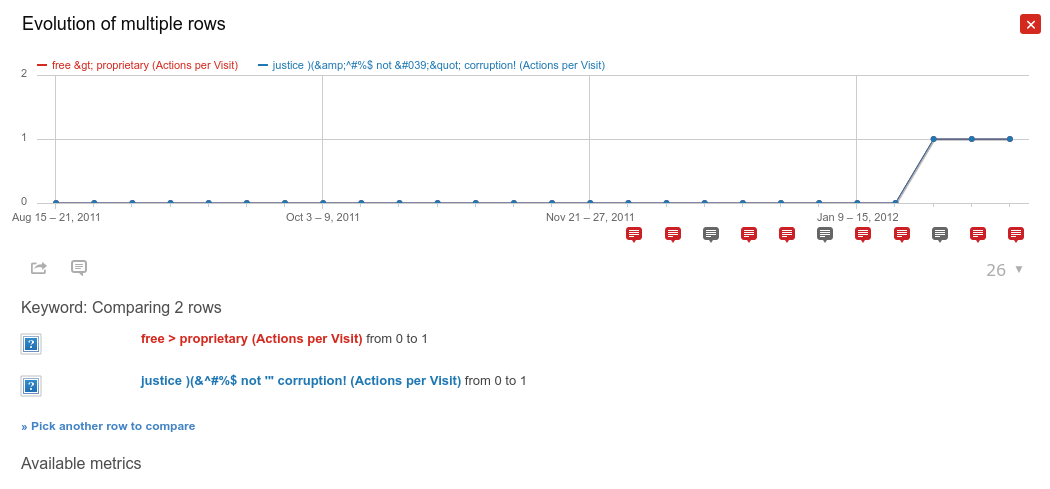 Evolution of multiple rows
free &gt; proprietary (Actions per Visit) justice )(&amp;^#%$ not &#039;&quot; corruption! (Actions per Visit)
2
1
0
Aug 15 – 21, 2011 Oct 3 – 9, 2011 Nov 21 – 27, 2011 Jan 9 – 15, 2012
26
Keyword: Comparing 2 rows
free > proprietary (Actions per Visit) from 0 to 1
justice )(&^#%$ not '" corruption! (Actions per Visit) from 0 to 1
» Pick another row to compare
Available metrics